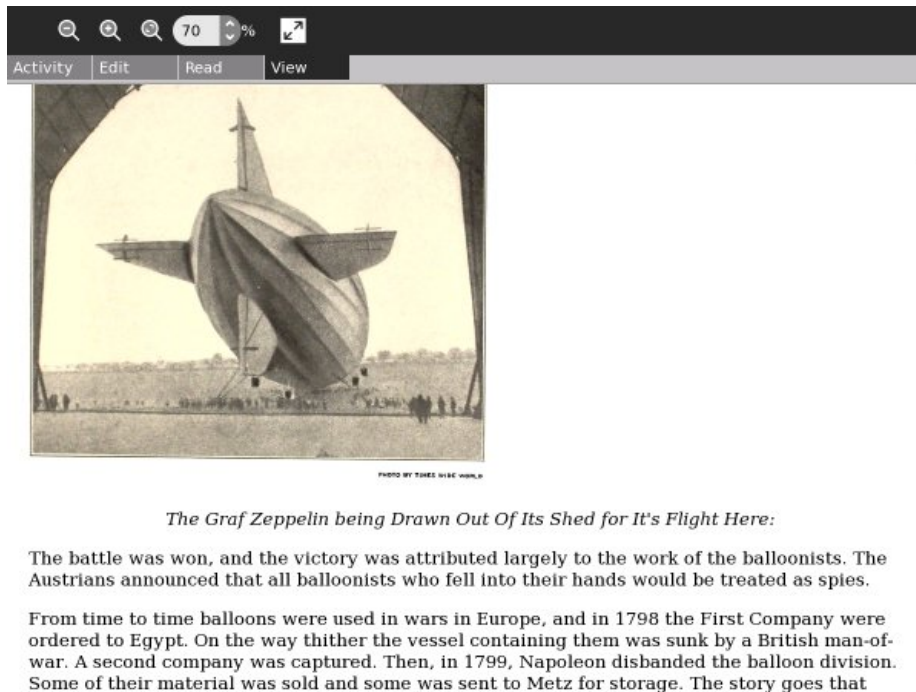 70 %
Activity Edit Read View
PHOTO BY TIMES WIDE WORLD
The Graf Zeppelin being Drawn Out Of Its Shed for It's Flight Here:
The battle was won, and the victory was attributed largely to the work of the balloonists. The
Austrians announced that all balloonists who fell into their hands would be treated as spies.
From time to time balloons were used in wars in Europe, and in 1798 the First Company were
ordered to Egypt. On the way thither the vessel containing them was sunk by a British man-of-
war. A second company was captured. Then, in 1799, Napoleon disbanded the balloon division.
Some of their material was sold and some was sent to Metz for storage. The story goes that